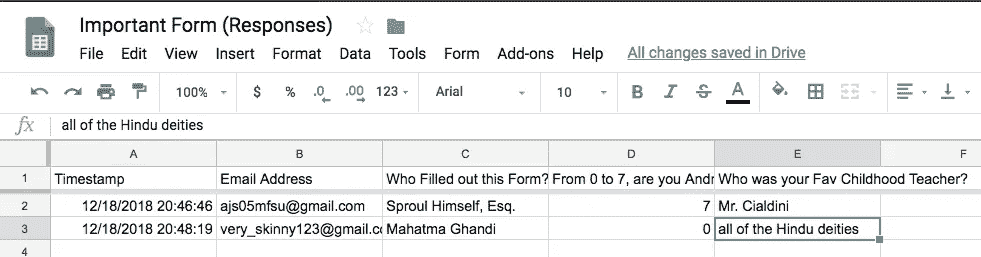 Important Form (Responses)
File Edit View Insert Format Data Tools Form Add-ons Help All changes saved in Drive
100% $ % .0 .00 123 Arial 10 B I S A
fx all of the Hindu deities
A B C D E F
1 Timestamp Email Address Who Filled out this Form? From 0 to 7, are you Andr Who was your Fav Childhood Teacher?
2 12/18/2018 20:46:46 ajs05mfsu@gmail.com Sproul Himself, Esq. 7 Mr. Cialdini
3 12/18/2018 20:48:19 very_skinny123@gmail.co Mahatma Ghandi 0 all of the Hindu deities
4